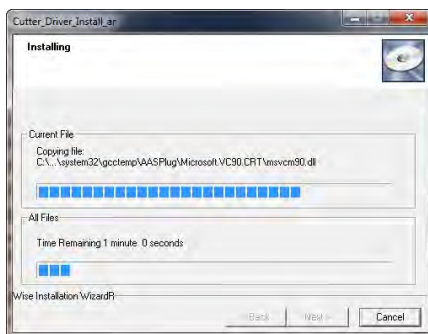 Cutter_Driver_Install_ar
Installing
Current File
Copying file:
C:\...\system32\gcctemp\AASPlug\Microsoft.VC90.CRT\msvcm90.dll
All Files
Time Remaining 1 minute 0 seconds
Wise Installation WizardR
Back
Next >
Cancel